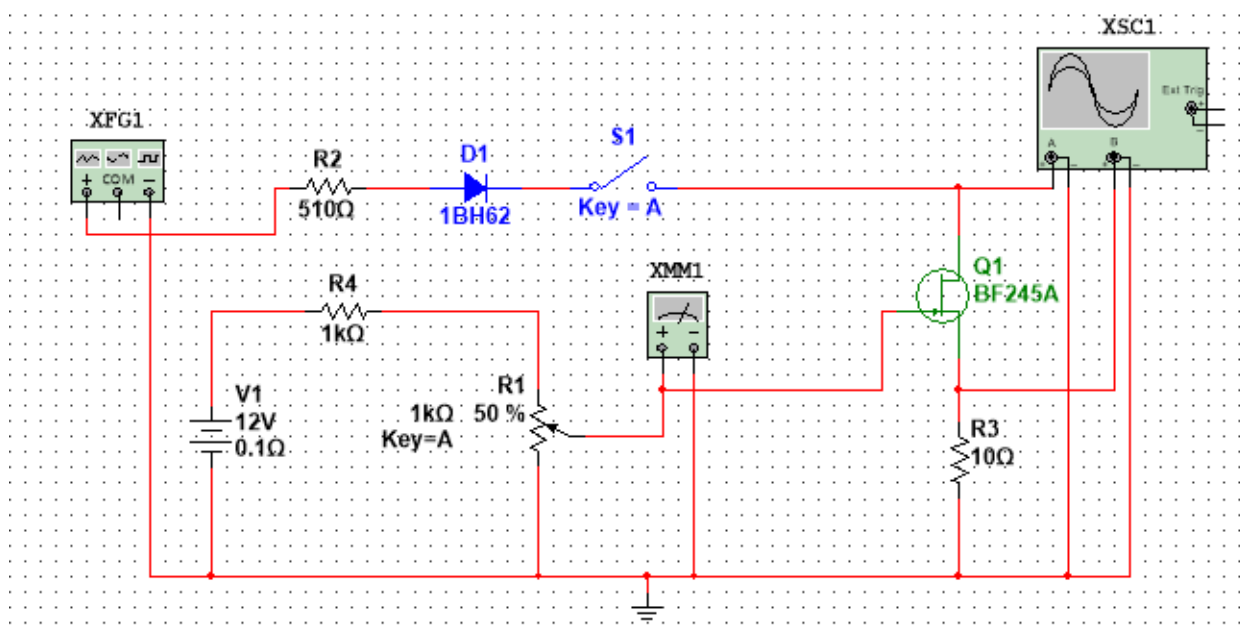 XSC1
Ext Trig
+
-
A
B
+ - + -
XFG1
+ COM -
R2
510Ω
D1
1BH62
S1
Key = A
XMM1
+ -
Q1
BF245A
R4
1kΩ
V1
12V
0.1Ω
R1
1kΩ 50 %
Key=A
R3
10Ω